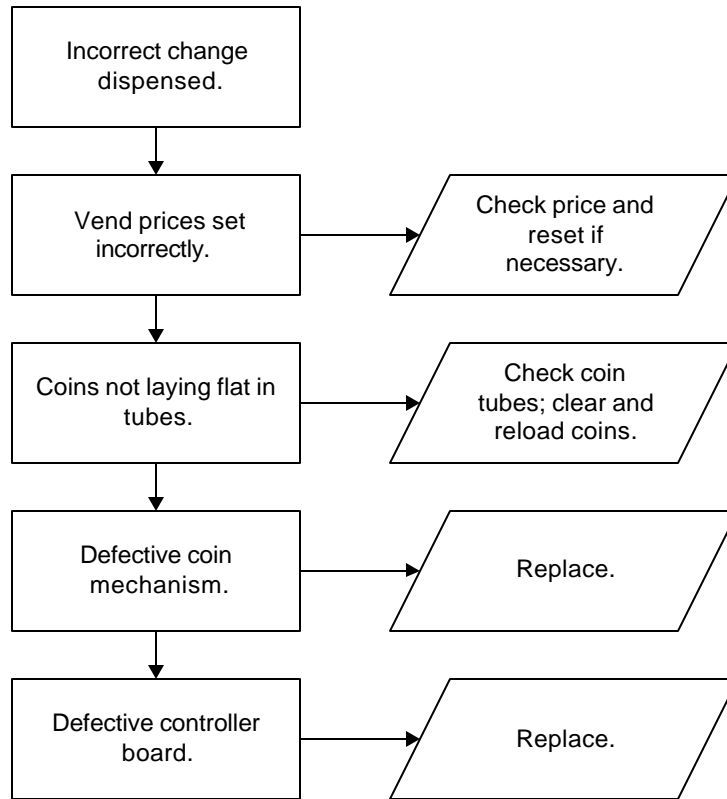 Incorrect change
dispensed.
Vend prices set
incorrectly.
Check price and
reset if
necessary.
Coins not laying flat in
tubes.
Check coin
tubes; clear and
reload coins.
Defective coin
mechanism.
Replace.
Defective controller
board.
Replace.